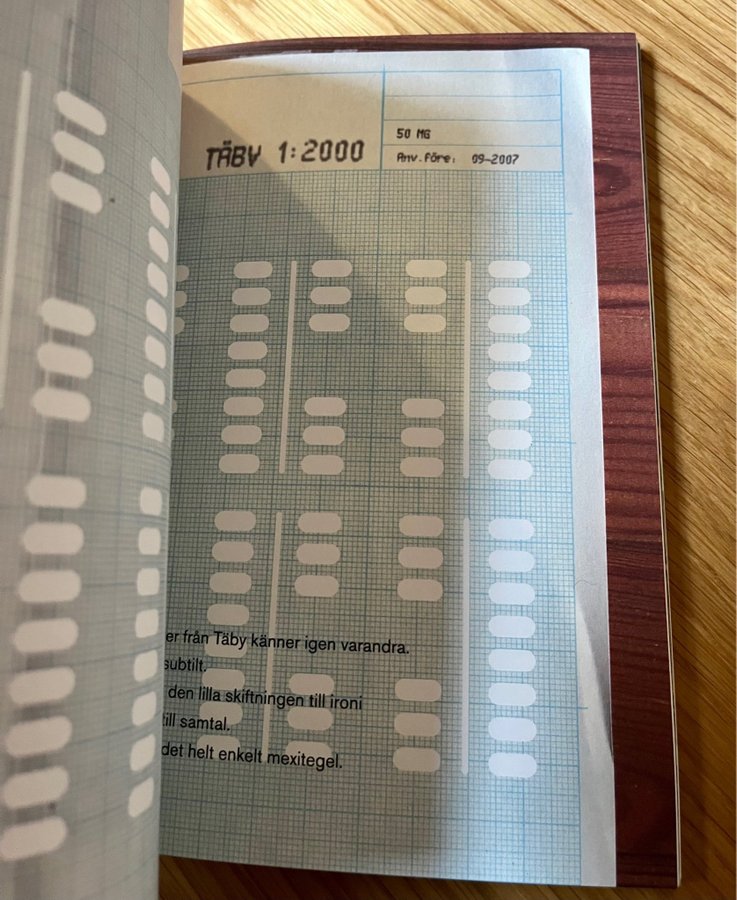 TÄBY 1:2000
50 MG
Anv.före: 09-2007
er från Täby känner igen varandra.
subtilt.
den lilla skiftningen till ironi
till samtal.
det helt enkelt mexitegel.